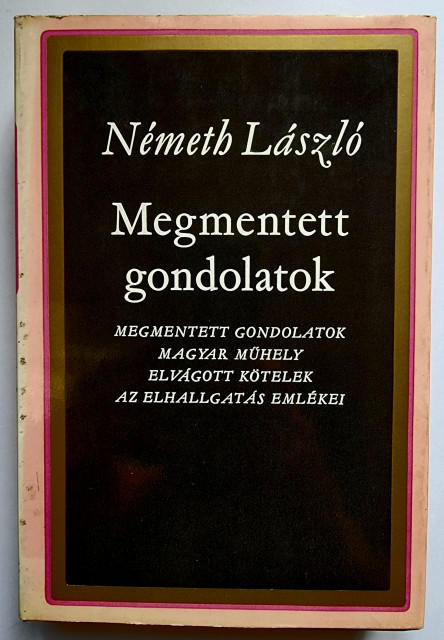 Németh László
Megmentett
gondolatok
MEGMENTETT GONDOLATOK
MAGYAR MŰHELY
ELVÁGOTT KÖTELEK
AZ ELHALLGATÁS EMLÉKEI